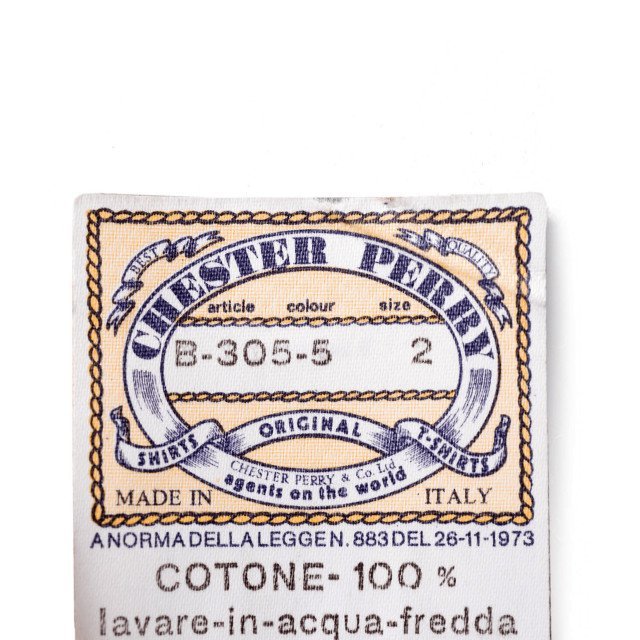 BEST QUALITY
CHESTER PERRY
article colour size
B-305-5 2
SHIRTS ORIGINAL T-SHIRTS
CHESTER PERRY & Co. Ltd
agents on the world
MADE IN ITALY
A NORMA DELLA LEGGE N. 883 DEL 26-11-1973
COTONE- 100 %
lavare-in-acqua-fredda